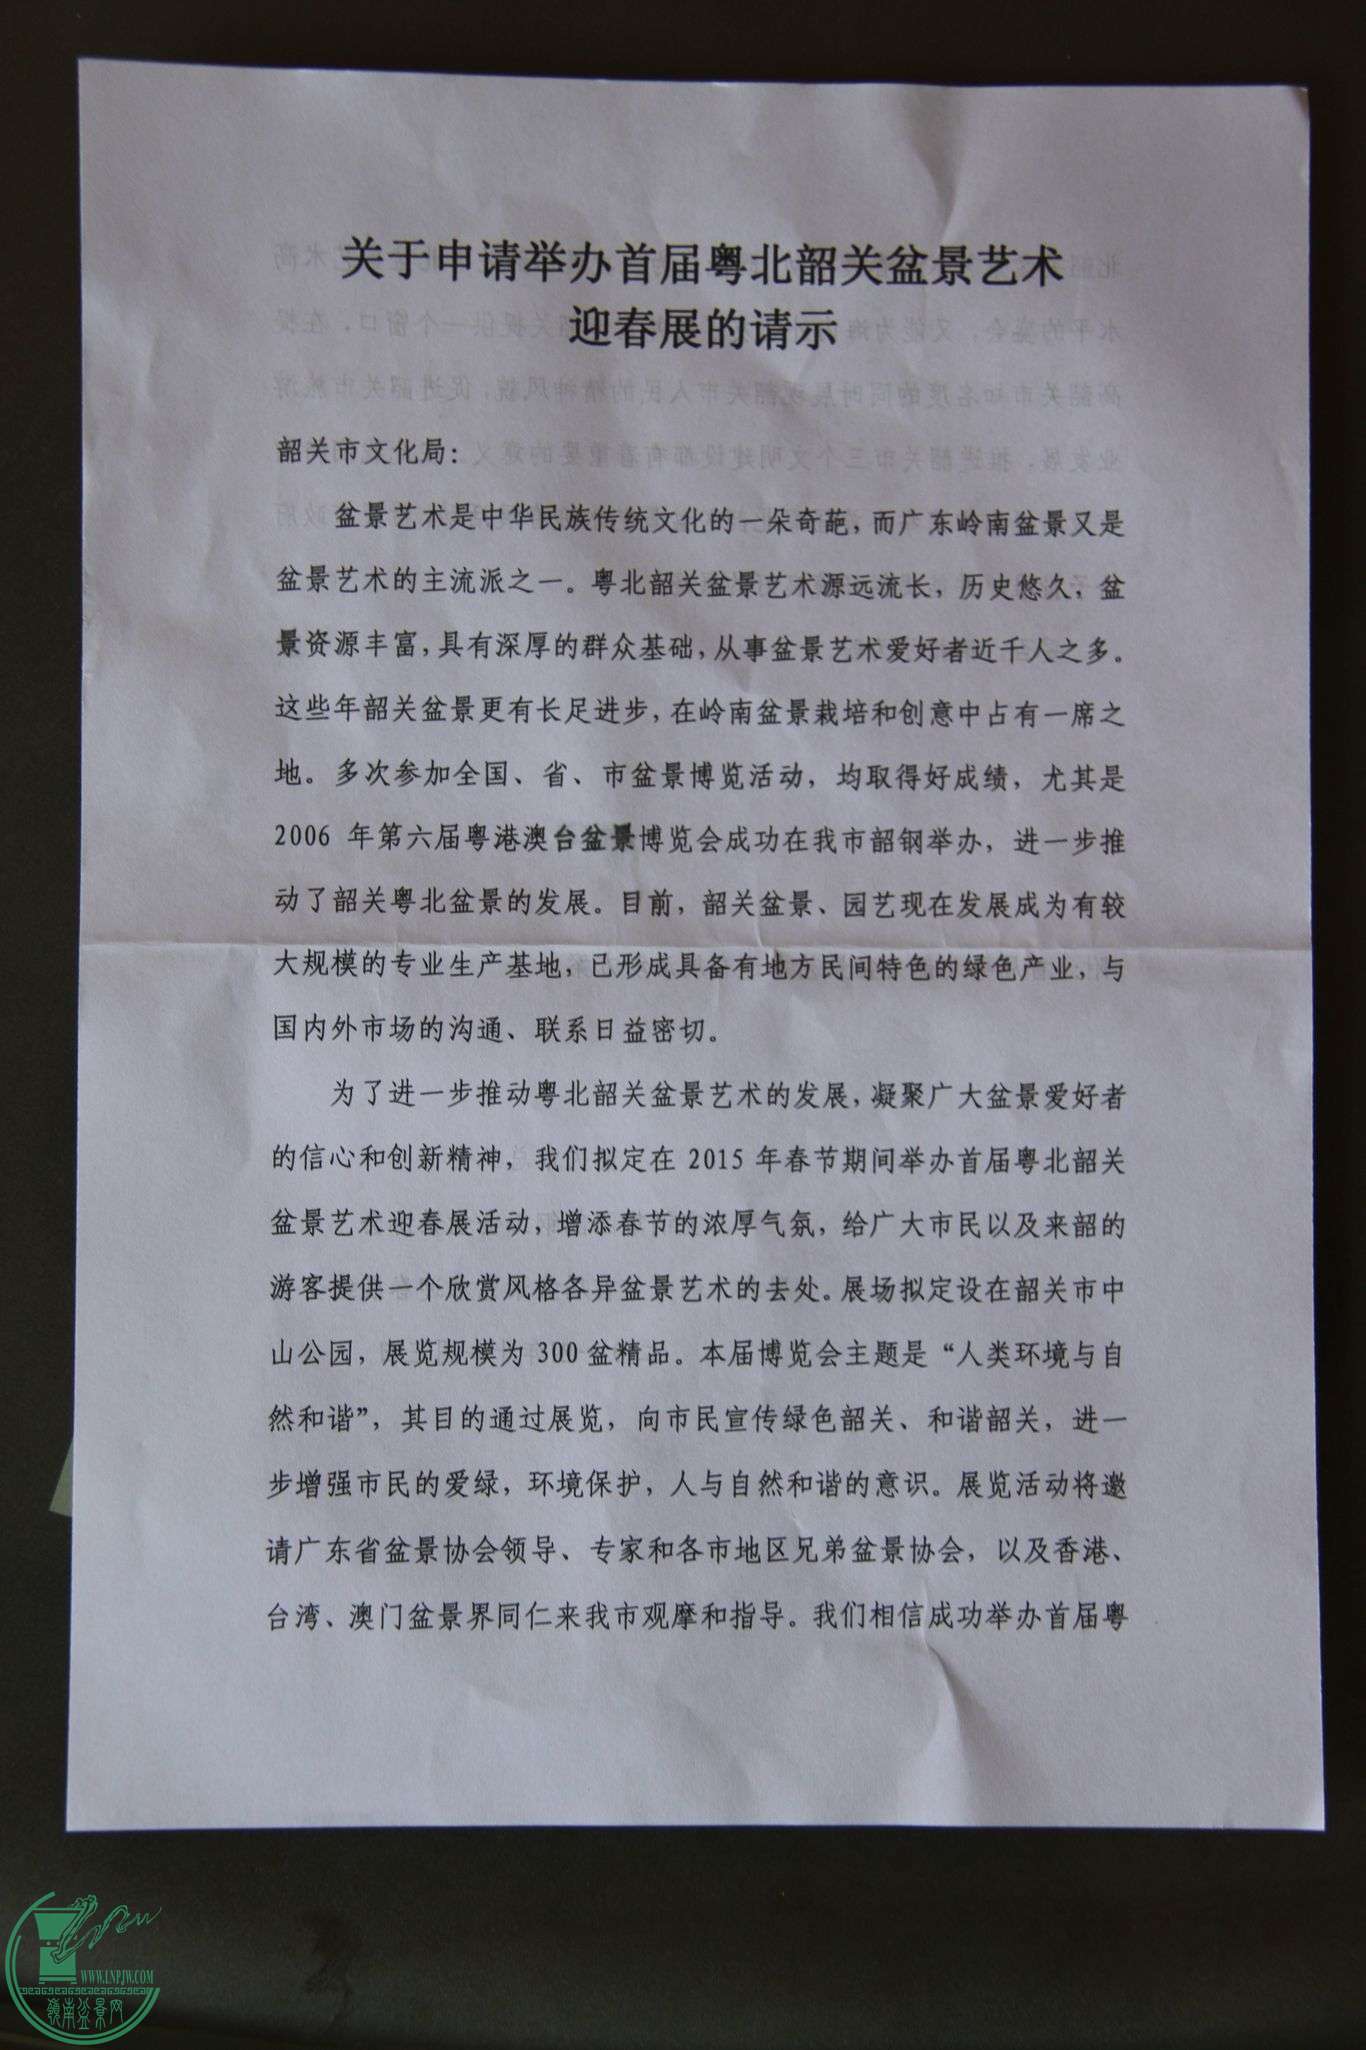 关于申请举办首届粤北韶关盆景艺术
迎春展的请示
韶关市文化局：
盆景艺术是中华民族传统文化的一朵奇葩，而广东岭南盆景又是
盆景艺术的主流派之一。粤北韶关盆景艺术源远流长，历史悠久，盆
景资源丰富，具有深厚的群众基础，从事盆景艺术爱好者近千人之多。
这些年韶关盆景更有长足进步，在岭南盆景栽培和创意中占有一席之
地。多次参加全国、省、市盆景博览活动，均取得好成绩，尤其是
2006 年第六届粤港澳台盆景博览会成功在我市韶钢举办，进一步推
动了韶关粤北盆景的发展。目前，韶关盆景、园艺现在发展成为有较
大规模的专业生产基地，已形成具备有地方民间特色的绿色产业，与
国内外市场的沟通、联系日益密切。
为了进一步推动粤北韶关盆景艺术的发展，凝聚广大盆景爱好者
的信心和创新精神，我们拟定在 2015 年春节期间举办首届粤北韶关
盆景艺术迎春展活动，增添春节的浓厚气氛，给广大市民以及来韶的
游客提供一个欣赏风格各异盆景艺术的去处。展场拟定设在韶关市中
山公园，展览规模为 300 盆精品。本届博览会主题是“人类环境与自
然和谐”，其目的通过展览，向市民宣传绿色韶关、和谐韶关，进一
步增强市民的爱绿，环境保护，人与自然和谐的意识。展览活动将邀
请广东省盆景协会领导、专家和各市地区兄弟盆景协会，以及香港、
台湾、澳门盆景界同仁来我市观摩和指导。我们相信成功举办首届粤
WWW.LNPJW.COM
嶺南盆景网